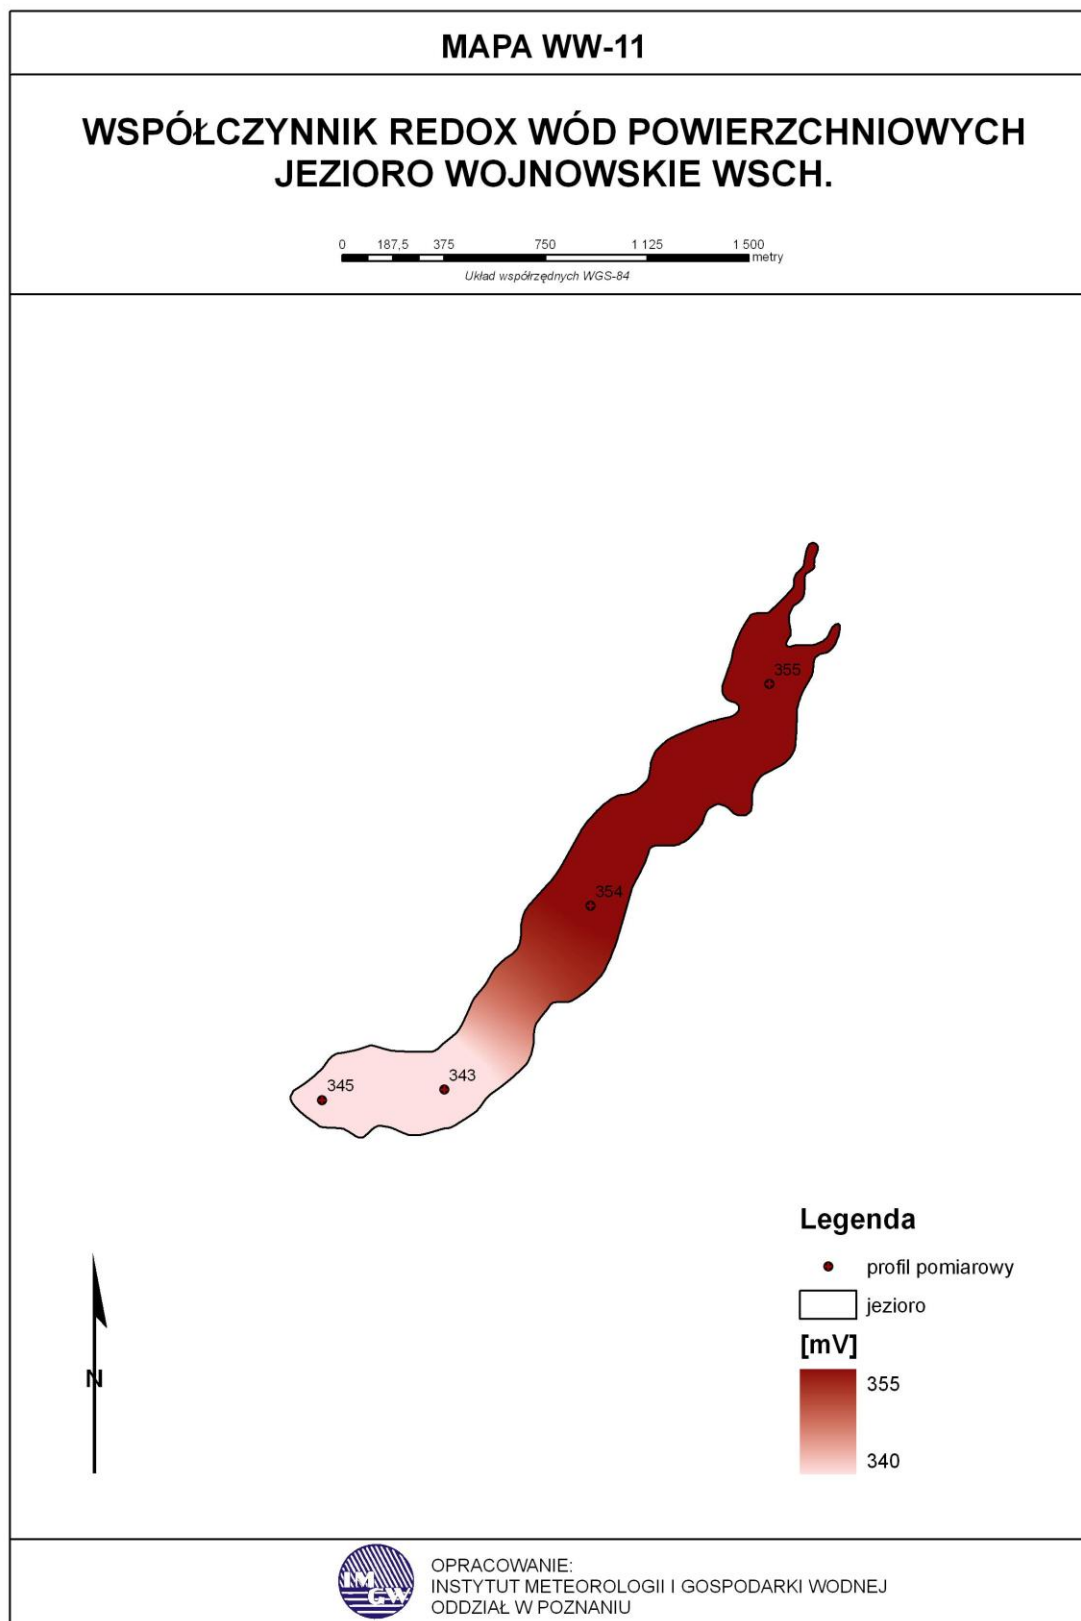 MAPA WW-11
WSPÓŁCZYNNIK REDOX WÓD POWIERZCHNIOWYCH
JEZIORO WOJNOWSKIE WSCH.
0 187,5 375 750 1 125 1 500
metry
Układ współrzędnych WGS-84
355
354
343
345
Legenda
profil pomiarowy
jezioro
[mV]
355
340
N
IM
GW
OPRACOWANIE:
INSTYTUT METEOROLOGII I GOSPODARKI WODNEJ
ODDZIAŁ W POZNANIU